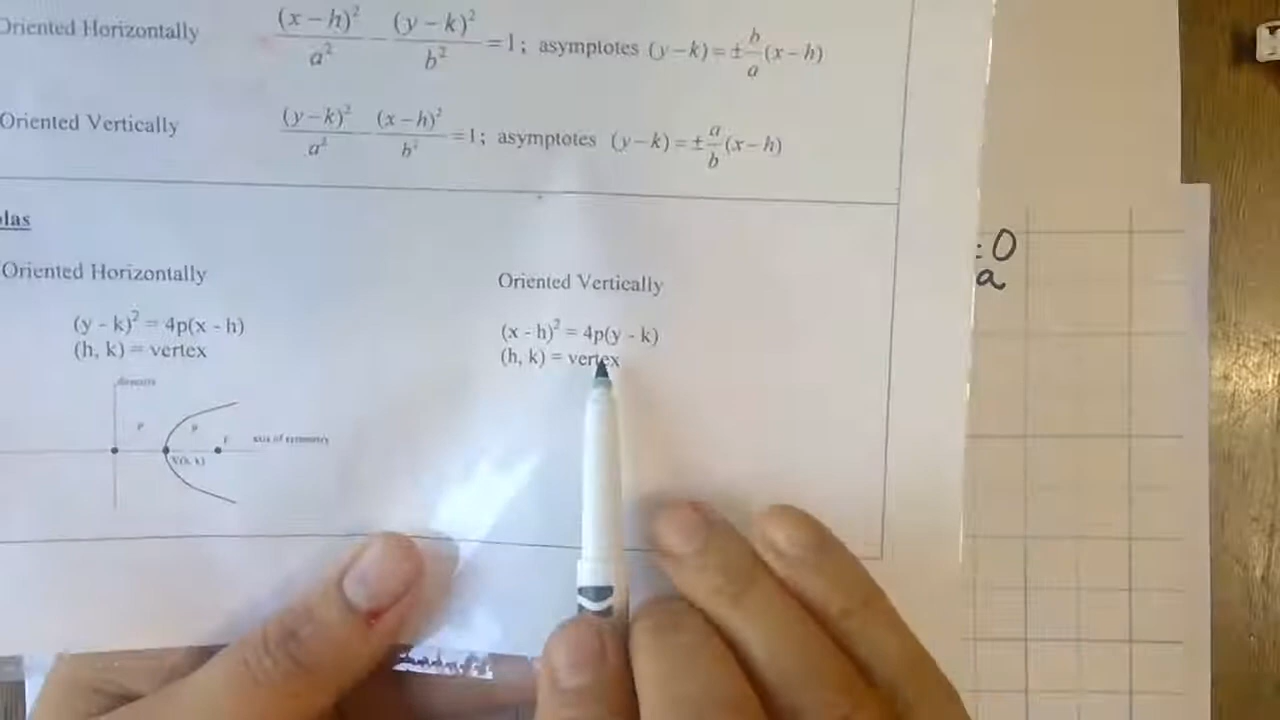 Oriented Horizontally (x-h)²/a² - (y-k)²/b² = 1; asymptotes (y-k) = ± b/a (x-h)
Oriented Vertically (y-k)²/a² (x-h)²/b² = 1; asymptotes (y-k) = ± a/b (x-h)
las
Oriented Horizontally
(y - k)² = 4p(x - h)
(h, k) = vertex
P
P
F
axis of symmetry
V(h, k)
Oriented Vertically
(x - h)² = 4p(y - k)
(h, k) = vertex
= 0
a